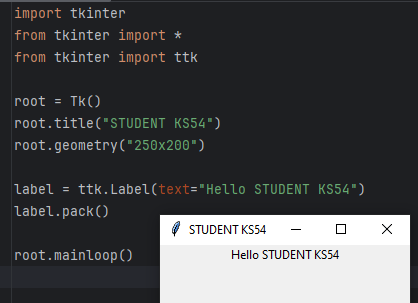 import tkinter
from tkinter import *
from tkinter import ttk
root = Tk()
root.title("STUDENT KS54")
root.geometry("250x200")
label = ttk.Label(text="Hello STUDENT KS54")
label.pack()
root.mainloop()
STUDENT KS54
Hello STUDENT KS54